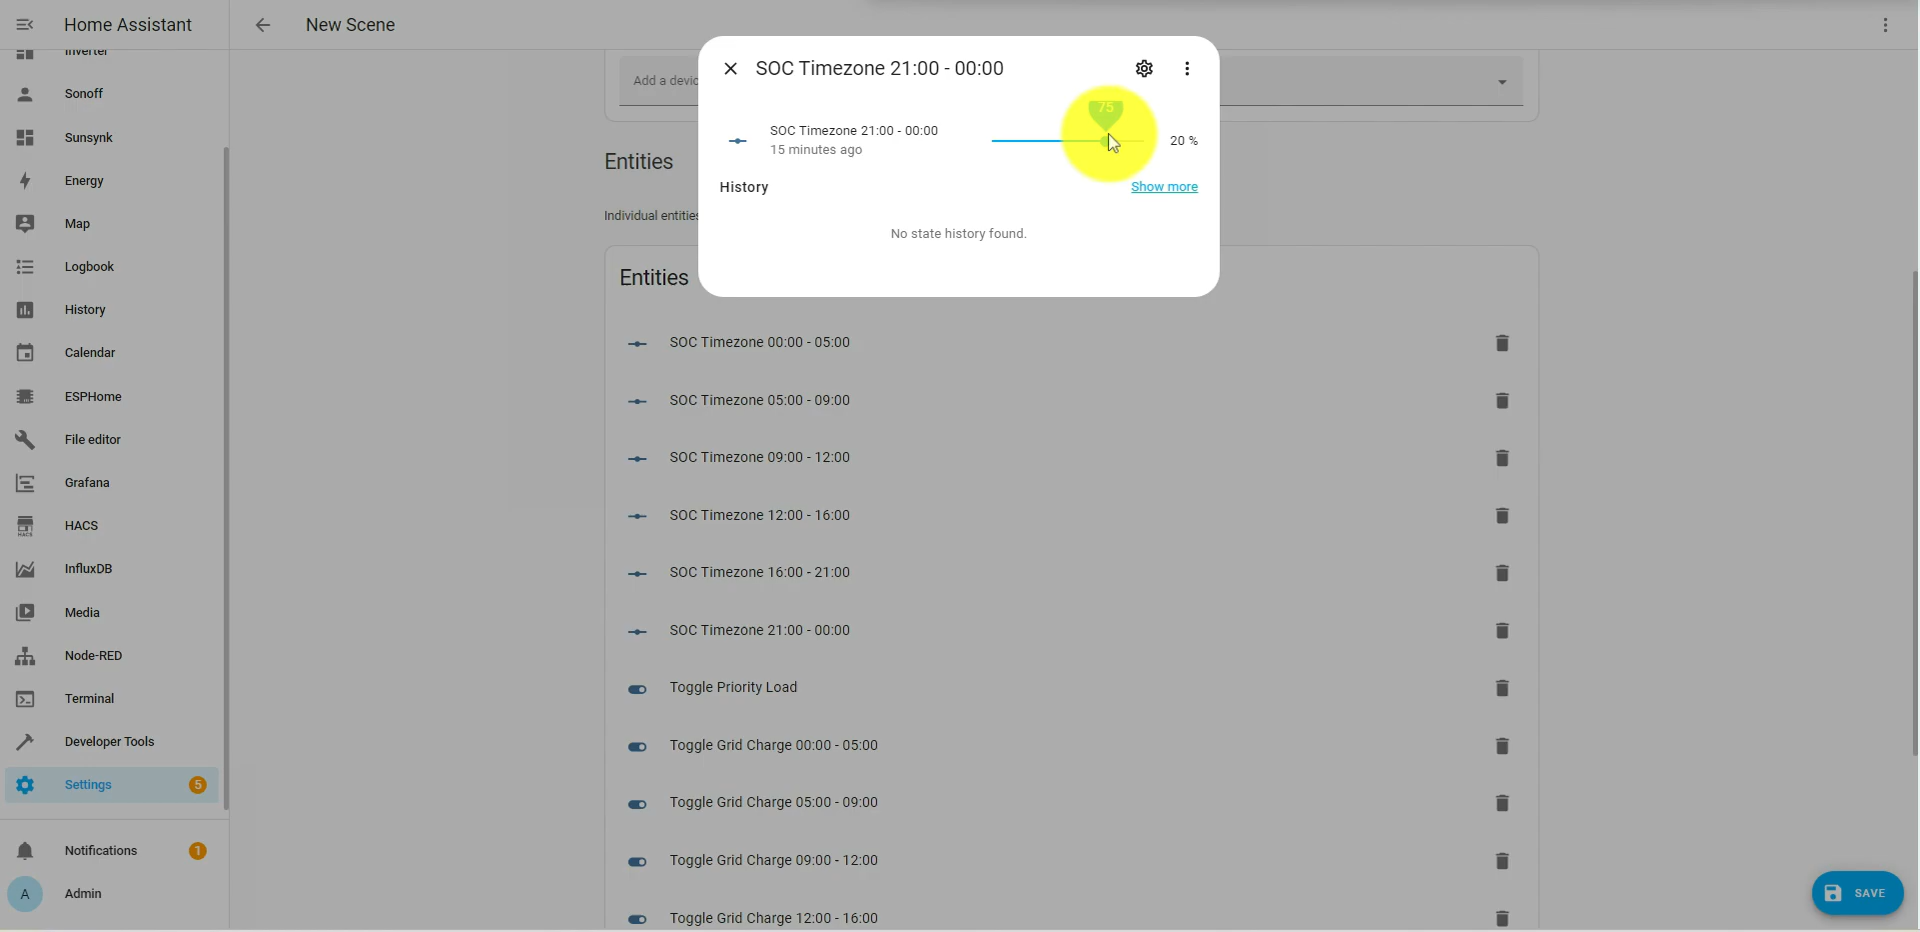 Home Assistant
New Scene
Inverter
Sonoff
Sunsynk
Energy
Map
Logbook
History
Calendar
ESPHome
File editor
Grafana
HACS
HACS
InfluxDB
Media
Node-RED
Terminal
Developer Tools
Settings 5
Notifications 1
A Admin
Add a devic
SOC Timezone 21:00 - 00:00
75
SOC Timezone 21:00 - 00:00
15 minutes ago
20 %
History
Show more
No state history found.
Entities
Individual entities
Entities
SOC Timezone 00:00 - 05:00
SOC Timezone 05:00 - 09:00
SOC Timezone 09:00 - 12:00
SOC Timezone 12:00 - 16:00
SOC Timezone 16:00 - 21:00
SOC Timezone 21:00 - 00:00
Toggle Priority Load
Toggle Grid Charge 00:00 - 05:00
Toggle Grid Charge 05:00 - 09:00
Toggle Grid Charge 09:00 - 12:00
Toggle Grid Charge 12:00 - 16:00
SAVE